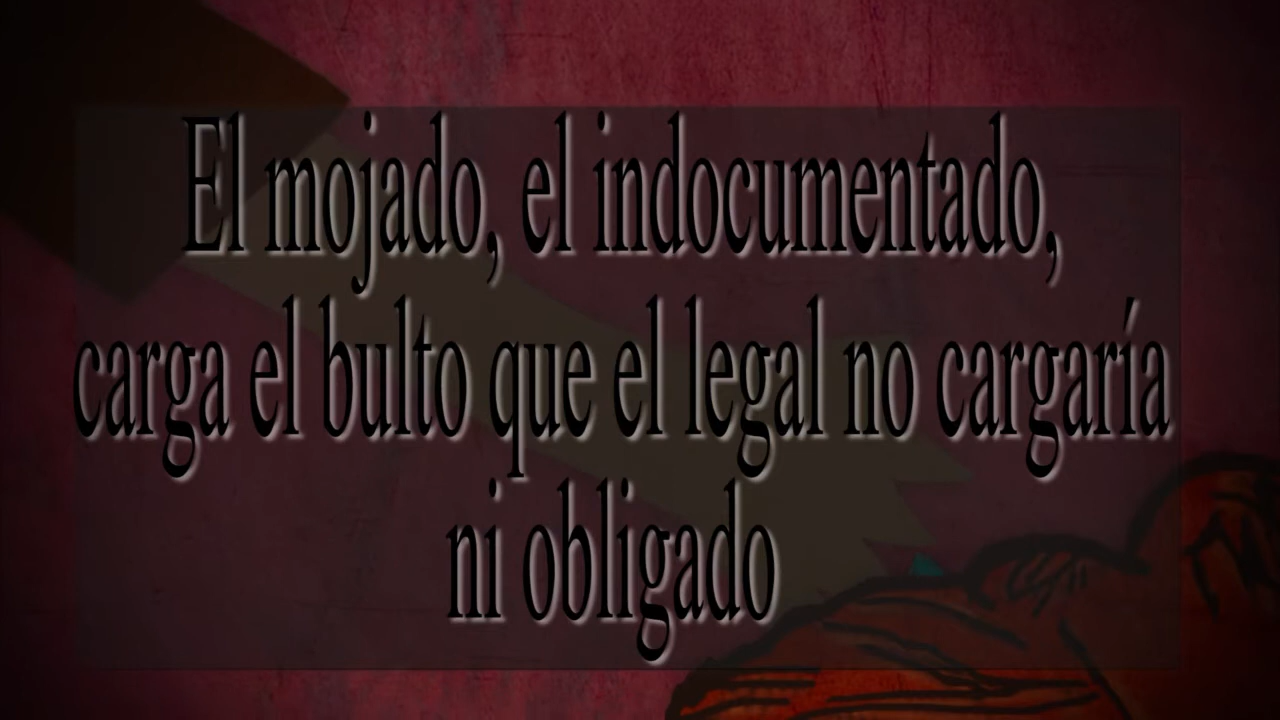 El mojado, el indocumentado,
carga el bulto que el legal no cargaría
ni obligado